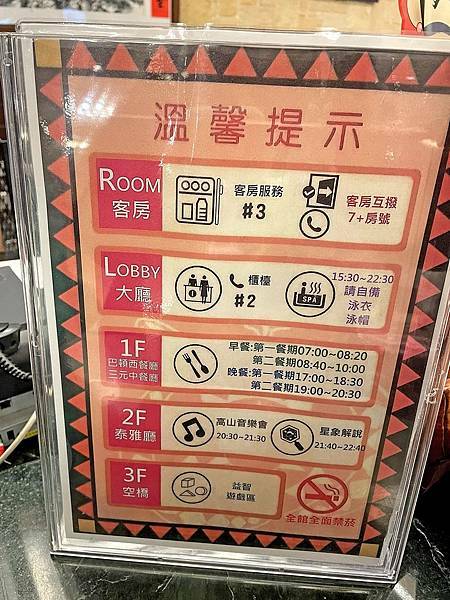 溫馨提示
ROOM
客房
客房服務
#3
客房互撥
7+房號
LOBBY
大廳
櫃檯
#2
SPA
15:30~22:30
請自備
泳衣
泳帽
1F
巴頓西餐廳
三元中餐廳
早餐:第一餐期07:00~08:20
第二餐期08:40~10:00
晚餐:第一餐期17:00~18:30
第二餐期19:00~20:30
2F
泰雅廳
高山音樂會
20:30~21:30
星象解說
21:40~22:40
3F
空橋
益智
遊戲區
全館全面禁菸